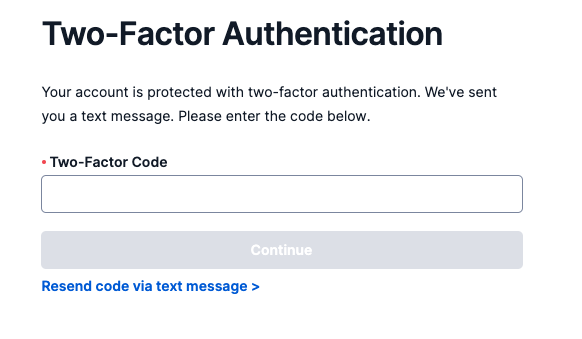 Two-Factor Authentication
Your account is protected with two-factor authentication. We've sent
you a text message. Please enter the code below.
• Two-Factor Code
Continue
Resend code via text message >